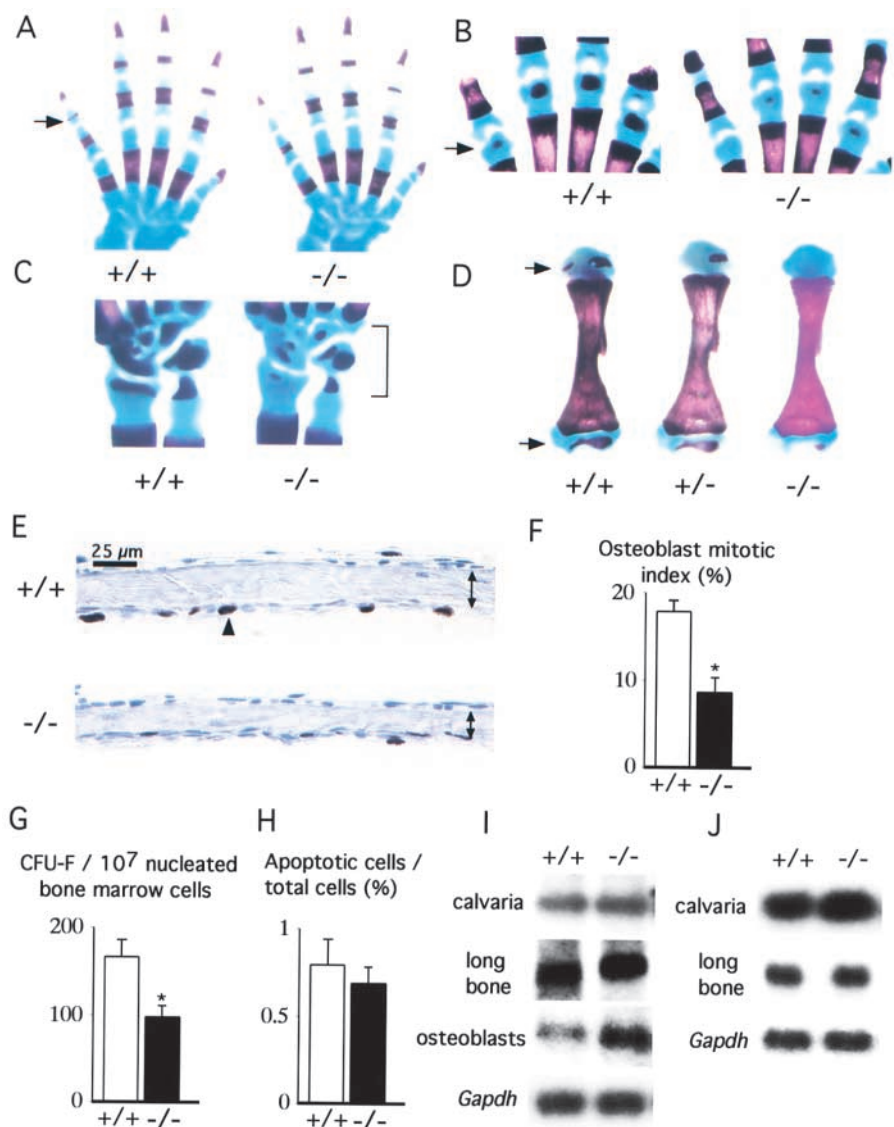 A
B
+/+
-/-
+/+
-/-
C
D
+/+
-/-
+/+
+/-
-/-
E
25 µm
+/+
-/-
F
Osteoblast mitotic
index (%)
20
10
0
*
+/+ -/-
G
CFU-F / 10⁷ nucleated
bone marrow cells
200
100
0
*
+/+ -/-
H
Apoptotic cells /
total cells (%)
1
0.5
0
+/+ -/-
I
+/+ -/-
calvaria
long
bone
osteoblasts
Gapdh
J
+/+ -/-
calvaria
long
bone
Gapdh